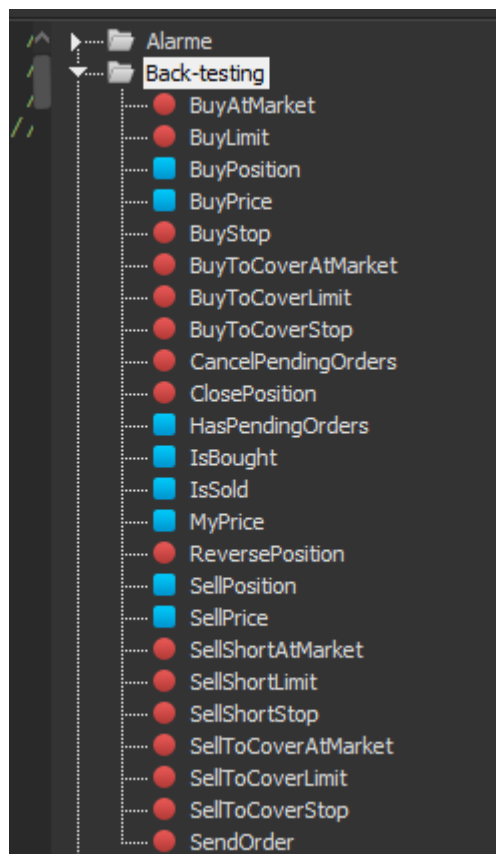 Alarme
Back-testing
BuyAtMarket
BuyLimit
BuyPosition
BuyPrice
BuyStop
BuyToCoverAtMarket
BuyToCoverLimit
BuyToCoverStop
CancelPendingOrders
ClosePosition
HasPendingOrders
IsBought
IsSold
MyPrice
ReversePosition
SellPosition
SellPrice
SellShortAtMarket
SellShortLimit
SellShortStop
SellToCoverAtMarket
SellToCoverLimit
SellToCoverStop
SendOrder